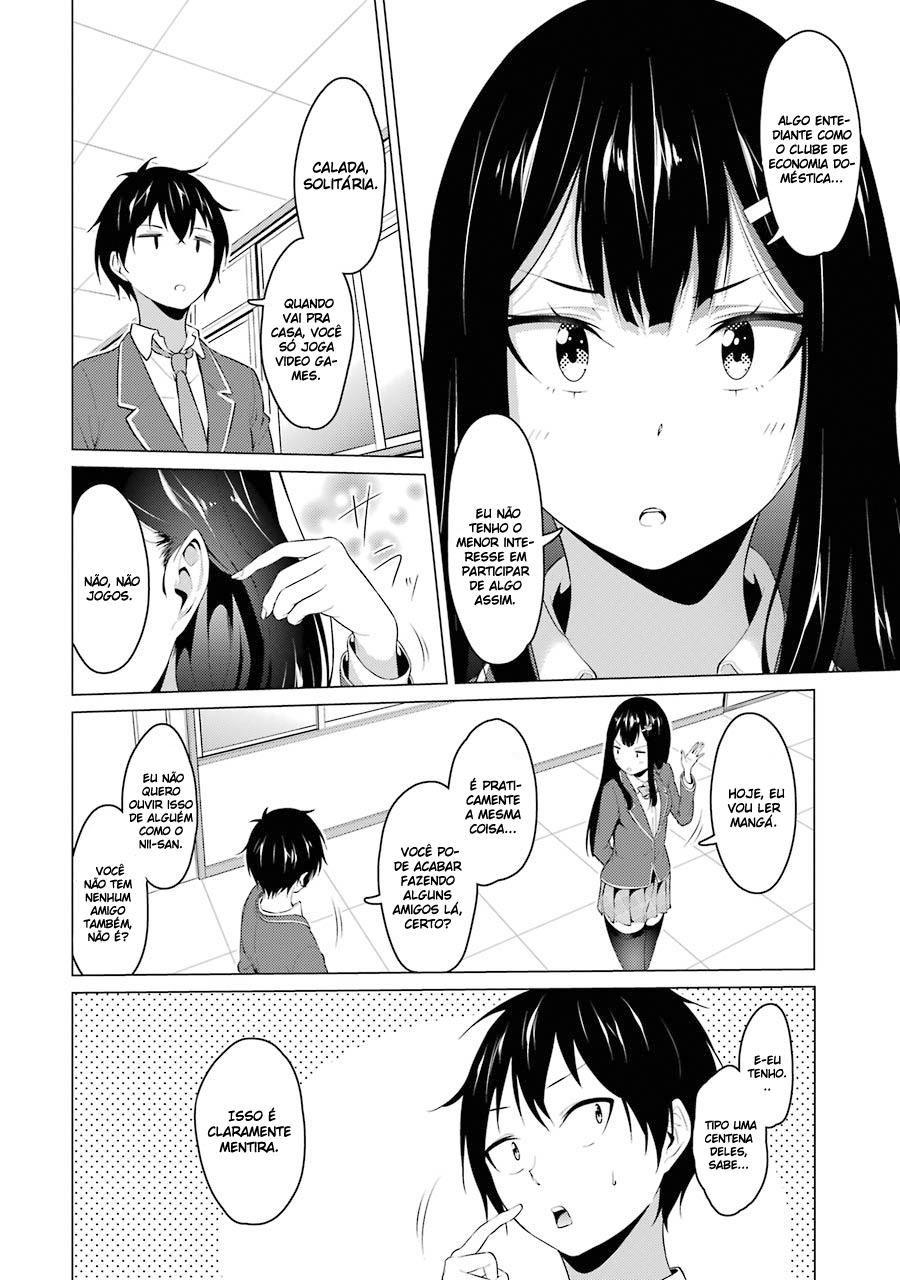 ALGO ENTE-
DIANTE COMO
O CLUBE DE
ECONOMIA DO-
MÉSTICA...
EU NÃO
TENHO O
MENOR INTE-
RESSE EM
PARTICIPAR
DE ALGO
ASSIM.
CALADA,
SOLITÁRIA.
QUANDO
VAI PRA
CASA, VOCÊ
SÓ JOGA
VIDEO GA-
MES.
NÃO, NÃO
JOGOS.
HOJE, EU
VOU LER
MANGÁ.
É PRATI-
CAMENTE
A MESMA
COISA...
VOCÊ PO-
DE ACABAR
FAZENDO
ALGUNS
AMIGOS LÁ,
CERTO?
EU NÃO
QUERO
OUVIR ISSO
DE ALGUÉM
COMO O
NII-SAN.
VOCÊ
NÃO TEM
NENHUM
AMIGO
TAMBÉM,
NÃO É?
E-EU
TENHO.
..
TIPO UMA
CENTENA
DELES,
SABE...
ISSO É
CLARAMENTE
MENTIRA.